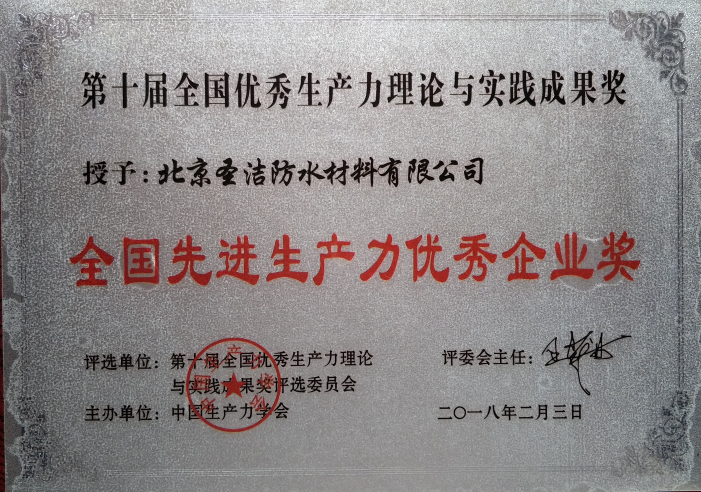 第十届全国优秀生产力理论与实践成果奖
授予：北京圣洁防水材料有限公司
全国先进生产力优秀企业奖
评选单位：第十届全国优秀生产力理论
与实践成果奖评选委员会
评委会主任：
主办单位：中国生产力学会
二〇一八年二月三日